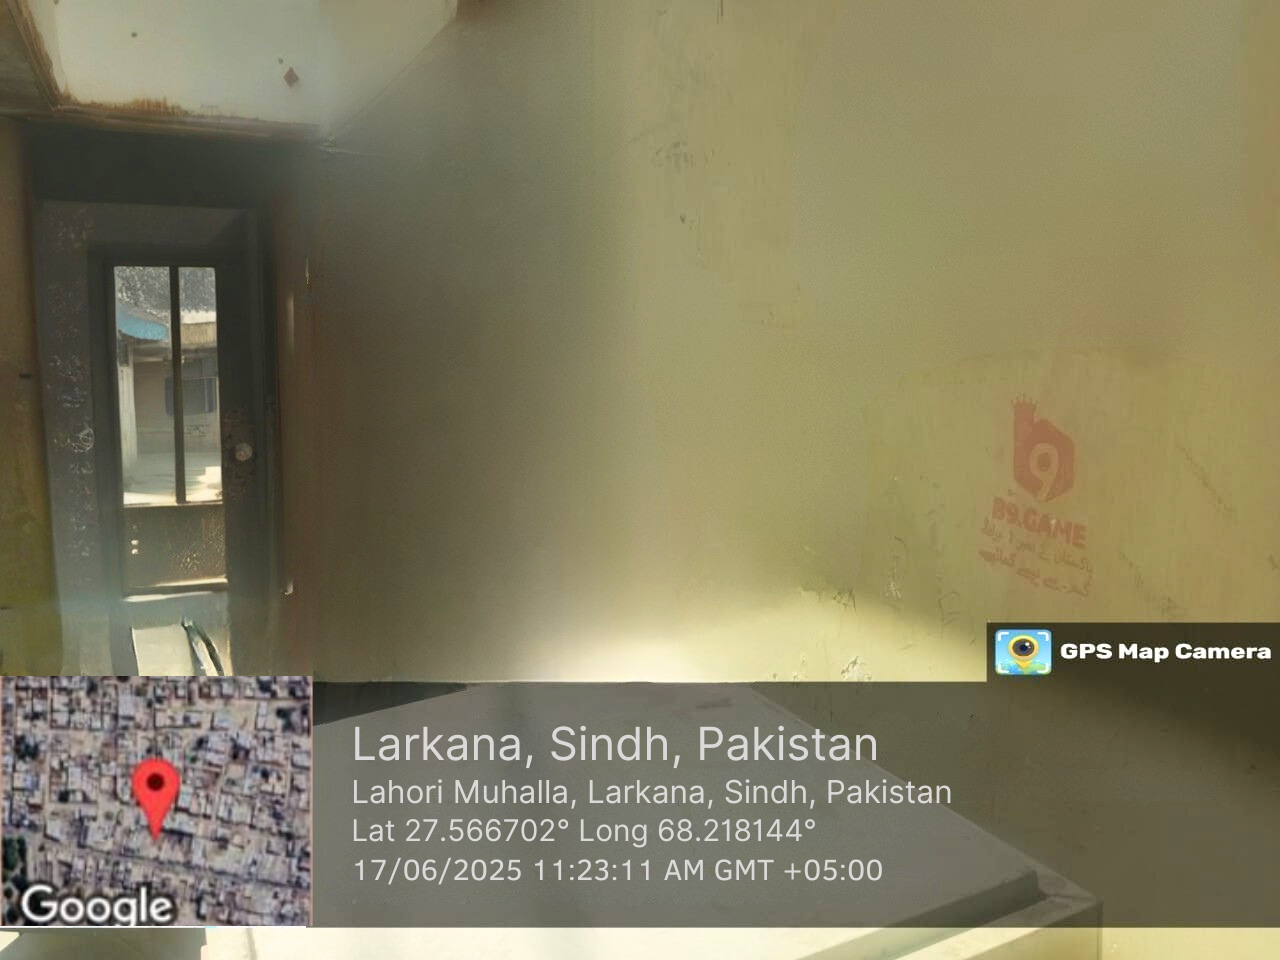 9
B9.GAME
GPS Map Camera
Larkana, Sindh, Pakistan
Lahori Muhalla, Larkana, Sindh, Pakistan
Lat 27.566702° Long 68.218144°
17/06/2025 11:23:11 AM GMT +05:00
Google